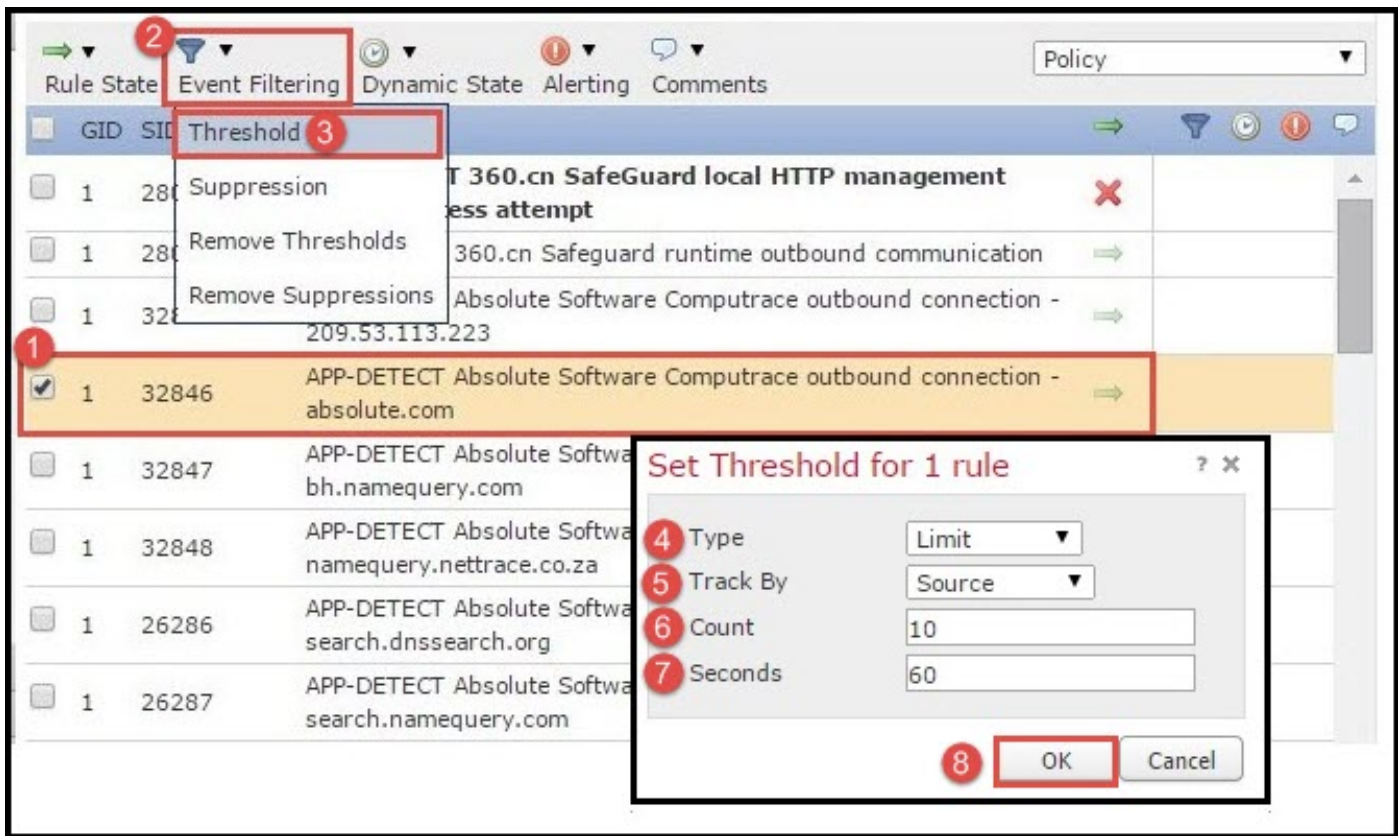 2
Rule State Event Filtering Dynamic State Alerting Comments
Policy
GID
Threshold 3
Suppression
Remove Thresholds
Remove Suppressions
1 T 360.cn SafeGuard local HTTP management
attempt
1 360.cn Safeguard runtime outbound communication
1 Absolute Software Computrace outbound connection -
209.53.113.223
1
1 32846 APP-DETECT Absolute Software Computrace outbound connection -
absolute.com
1 32847 APP-DETECT Absolute
bh.namequery.com
1 32848 APP-DETECT Absolute
namequery.nettrace.co.za
1 26286 APP-DETECT Absolute
search.dnssearch.org
1 26287 APP-DETECT Absolute
search.namequery.com
Set Threshold for 1 rule ?
4 Type Limit
5 Track By Source
6 Count 10
7 Seconds 60
8 OK Cancel